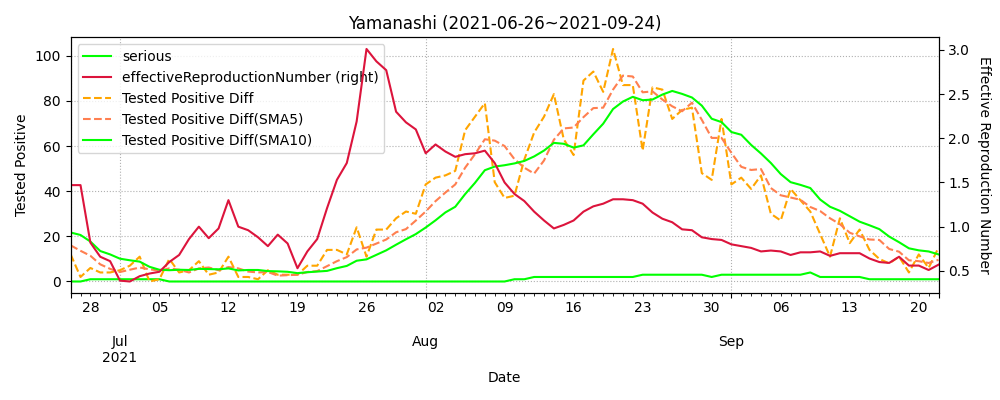 Yamanashi (2021-06-26~2021-09-24)
serious
effectiveReproductionNumber (right)
Tested Positive Diff
Tested Positive Diff(SMA5)
Tested Positive Diff(SMA10)
Tested Positive
100
80
60
40
20
0
3.0
2.5
2.0
1.5
1.0
0.5
Effective Reproduction Number
28 05 12 19 26 02 09 16 23 30 06 13 20
Jul Aug Sep
2021
Date